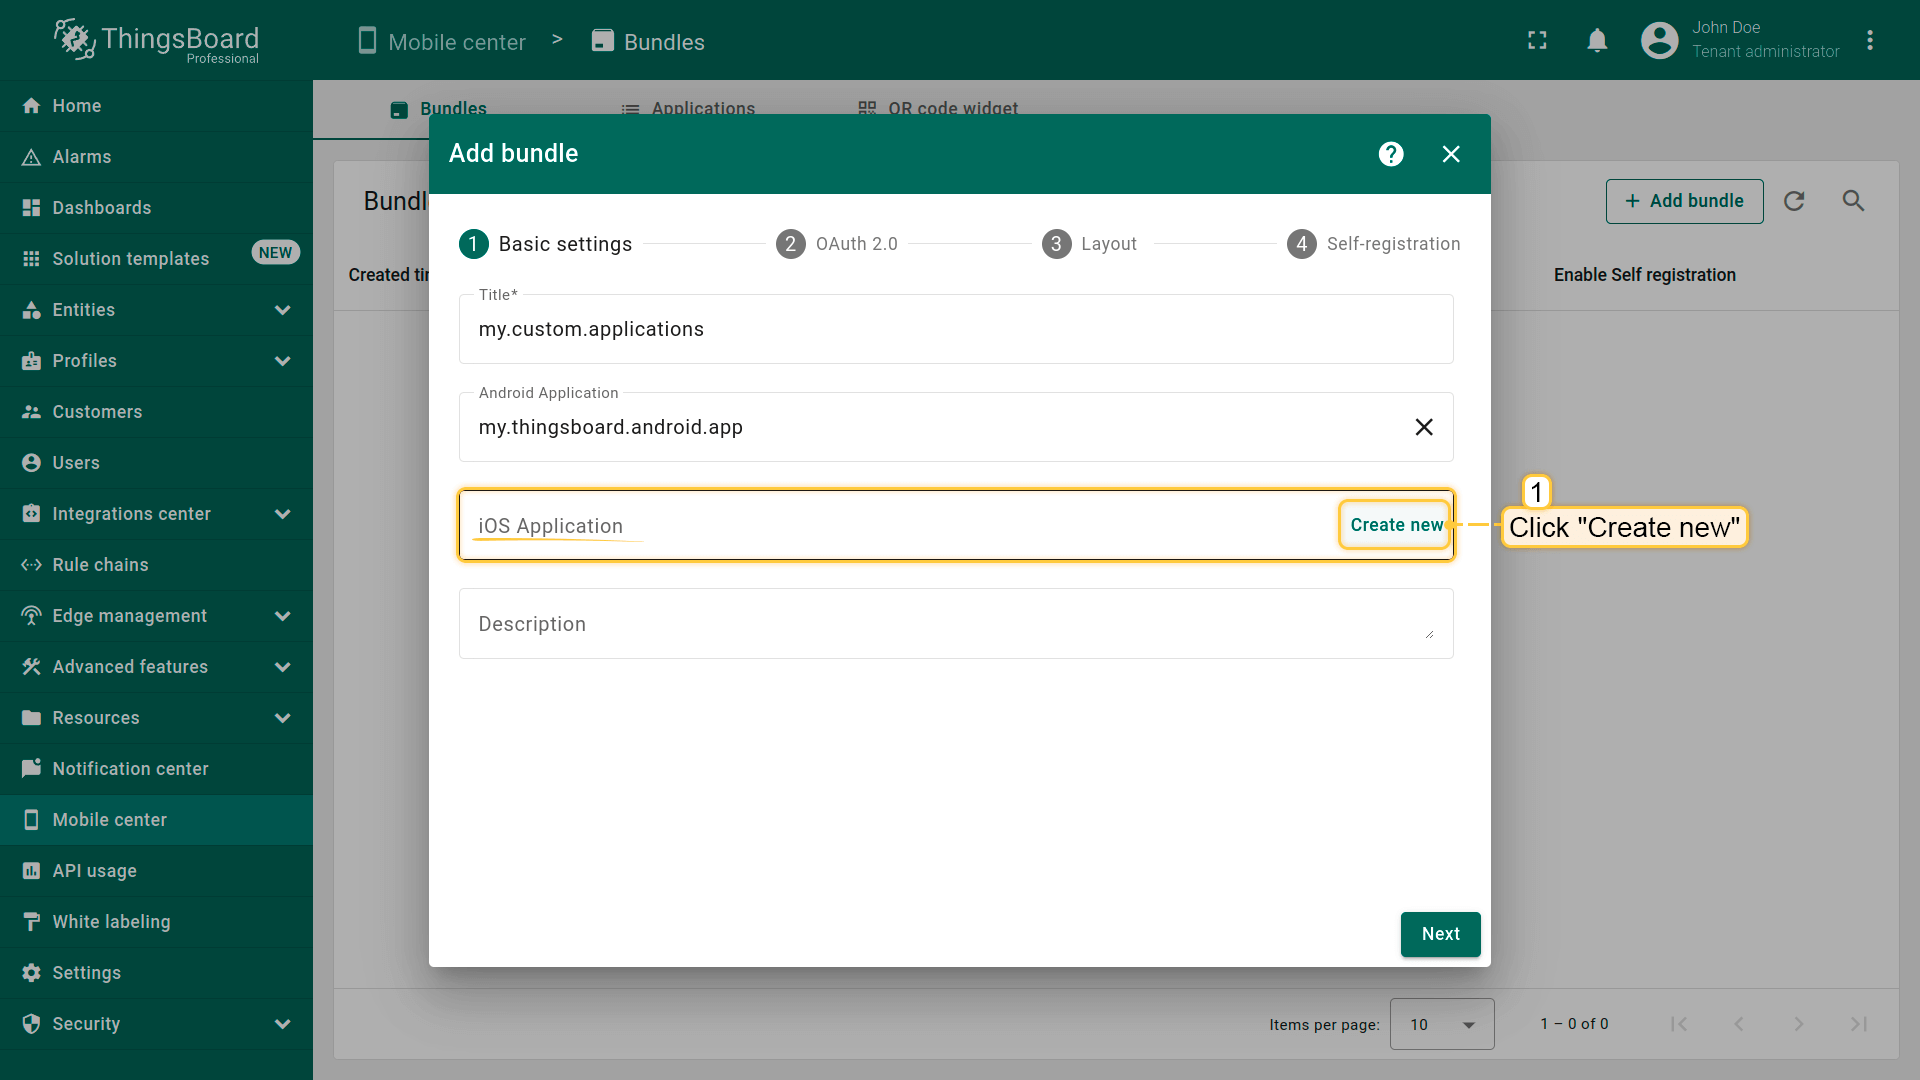 ThingsBoard
Professional
Mobile center > Bundles
John Doe
Tenant administrator
Home
Alarms
Dashboards
Solution templates NEW
Entities
Profiles
Customers
Users
Integrations center
Rule chains
Edge management
Advanced features
Resources
Notification center
Mobile center
API usage
White labeling
Settings
Security
Bundles Applications QR code widget
Bundl
+ Add bundle
Created tim
Enable Self registration
Add bundle
1 Basic settings 2 OAuth 2.0 3 Layout 4 Self-registration
Title*
my.custom.applications
Android Application
my.thingsboard.android.app
iOS Application Create new
1
Click "Create new"
Description
Next
Items per page: 10 1 – 0 of 0